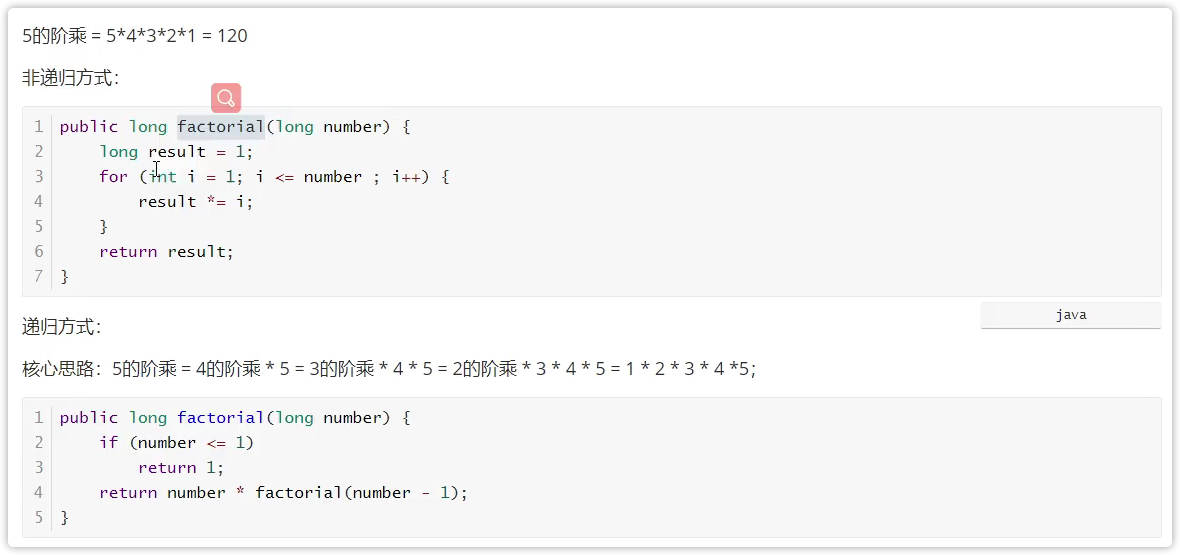 5的阶乘 = 5*4*3*2*1 = 120
非递归方式：
1 public long factorial(long number) {
2     long result = 1;
3     for (int i = 1; i <= number ; i++) {
4         result *= i;
5     }
6     return result;
7 }
java
递归方式：
核心思路：5的阶乘 = 4的阶乘 * 5 = 3的阶乘 * 4 * 5 = 2的阶乘 * 3 * 4 * 5 = 1 * 2 * 3 * 4 *5；
1 public long factorial(long number) {
2     if (number <= 1)
3         return 1;
4     return number * factorial(number - 1);
5 }